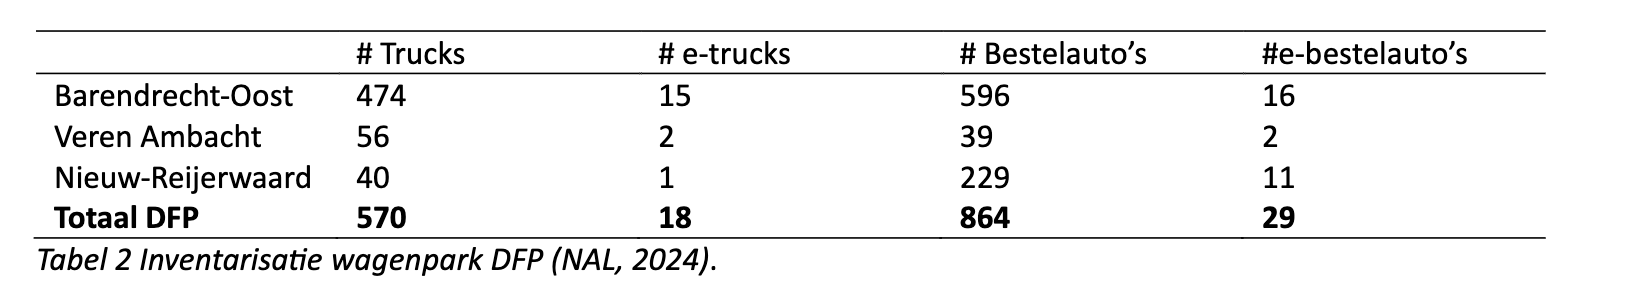 # Trucks # e-trucks # Bestelauto’s #e-bestelauto’s
Barendrecht-Oost 474 15 596 16
Veren Ambacht 56 2 39 2
Nieuw-Reijerwaard 40 1 229 11
Totaal DFP 570 18 864 29
Tabel 2 Inventarisatie wagenpark DFP (NAL, 2024).